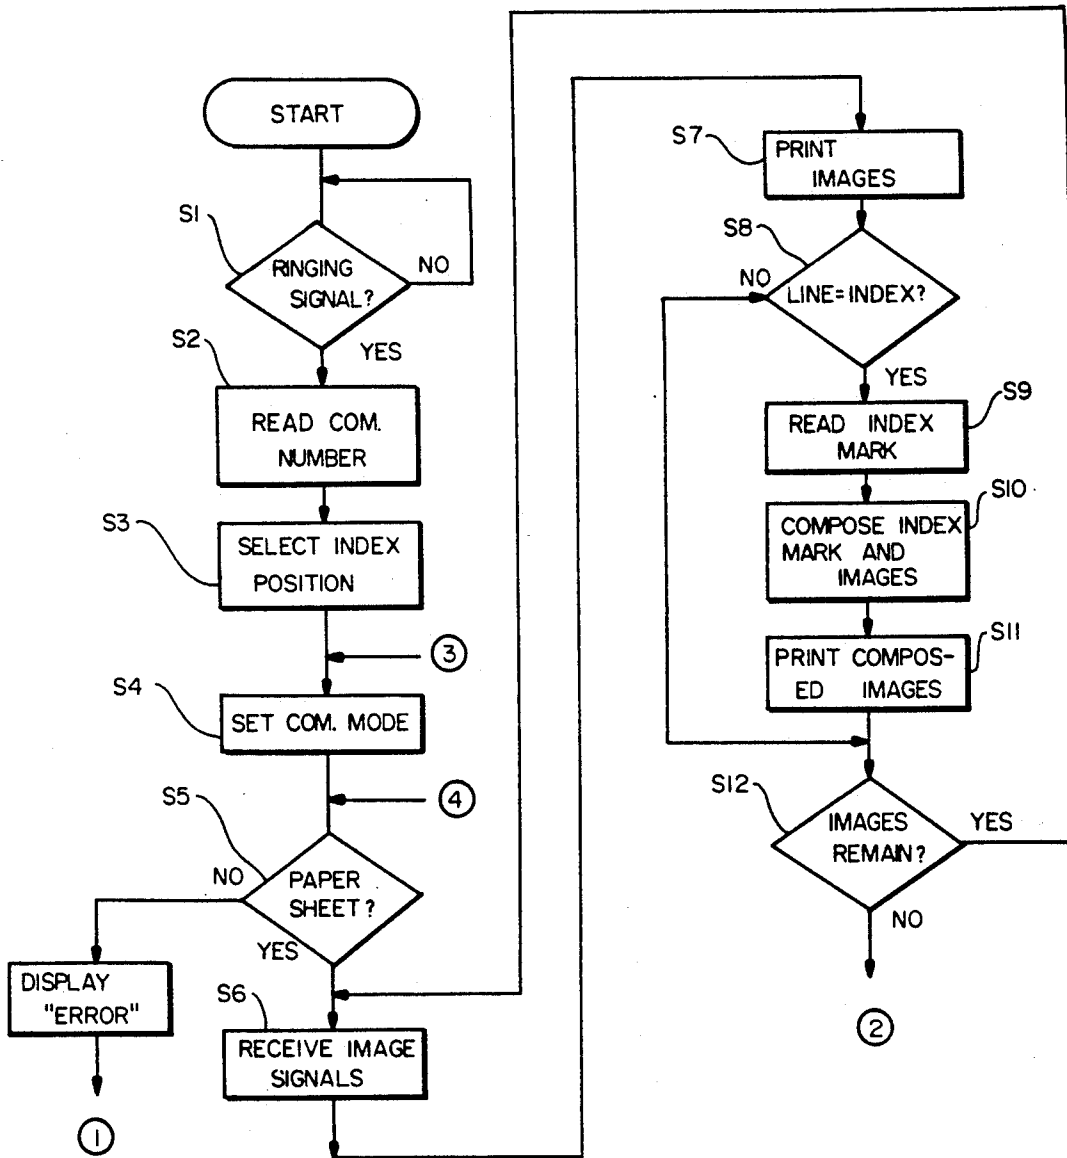 START
S1
RINGING
SIGNAL?
NO
YES
S2
READ COM.
NUMBER
S3
SELECT INDEX
POSITION
3
S4
SET COM. MODE
4
S5
NO
PAPER
SHEET?
YES
DISPLAY
"ERROR"
1
S6
RECEIVE IMAGE
SIGNALS
S7
PRINT
IMAGES
S8
NO
LINE=INDEX?
YES
S9
READ INDEX
MARK
S10
COMPOSE INDEX
MARK AND
IMAGES
S11
PRINT COMPOS-
ED IMAGES
S12
IMAGES
REMAIN?
YES
NO
2